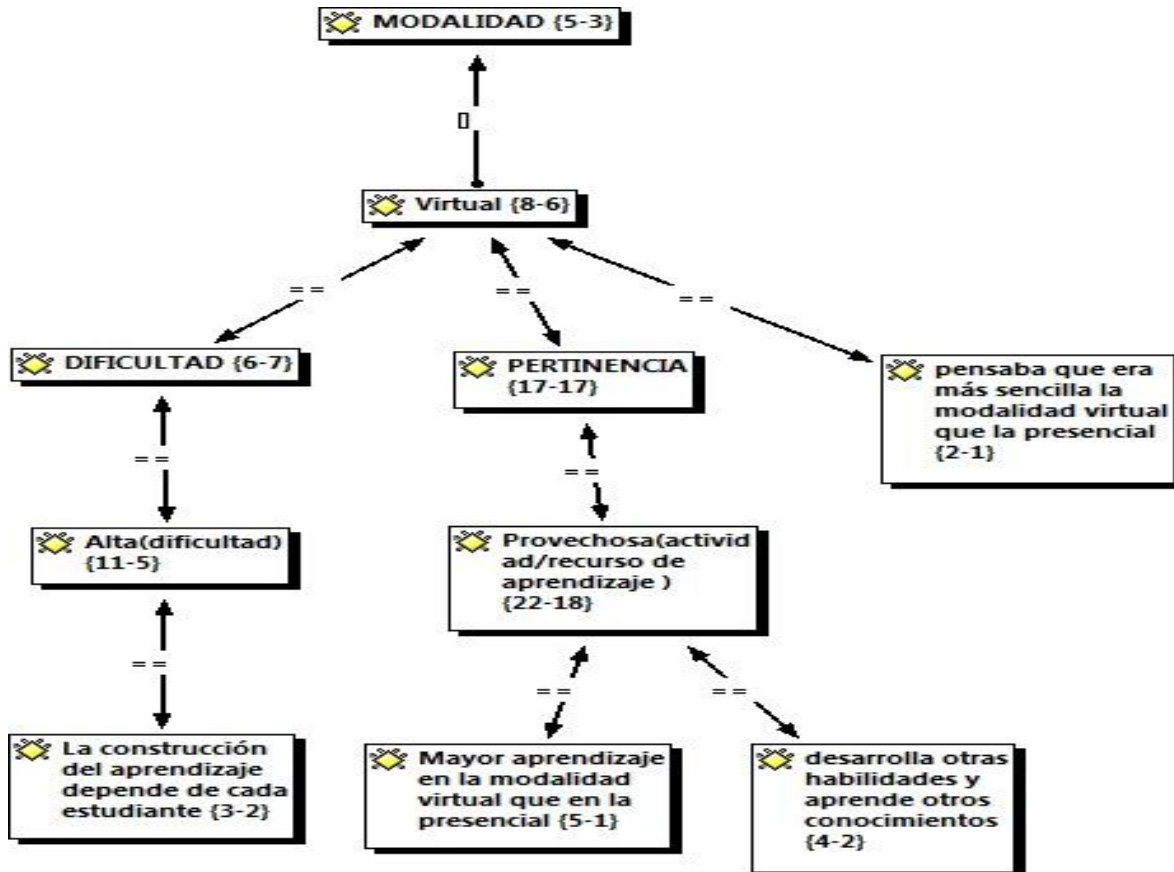 MODALIDAD {5-3}
[]
Virtual {8-6}
= =
= =
= =
DIFICULTAD {6-7}
PERTINENCIA
{17-17}
pensaba que era
más sencilla la
modalidad virtual
que la presencial
{2-1}
= =
= =
Alta(dificultad)
{11-5}
Provechosa(activid
ad/recurso de
aprendizaje )
{22-18}
= =
= =
= =
La construcción
del aprendizaje
depende de cada
estudiante {3-2}
Mayor aprendizaje
en la modalidad
virtual que en la
presencial {5-1}
desarrolla otras
habilidades y
aprende otros
conocimientos
{4-2}